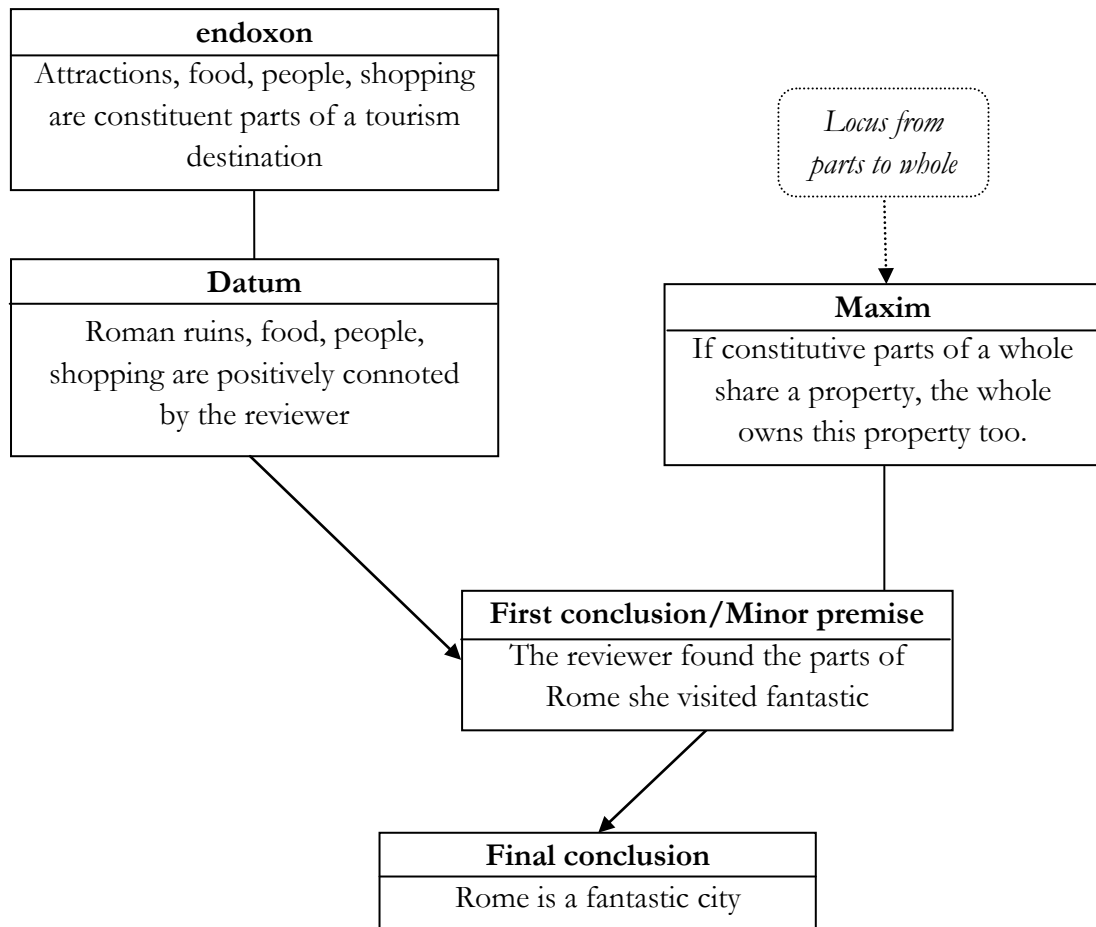 endoxon
Attractions, food, people, shopping
are constituent parts of a tourism
destination
Locus from
parts to whole
Datum
Roman ruins, food, people,
shopping are positively connoted
by the reviewer
Maxim
If constitutive parts of a whole
share a property, the whole
owns this property too.
First conclusion/Minor premise
The reviewer found the parts of
Rome she visited fantastic
Final conclusion
Rome is a fantastic city